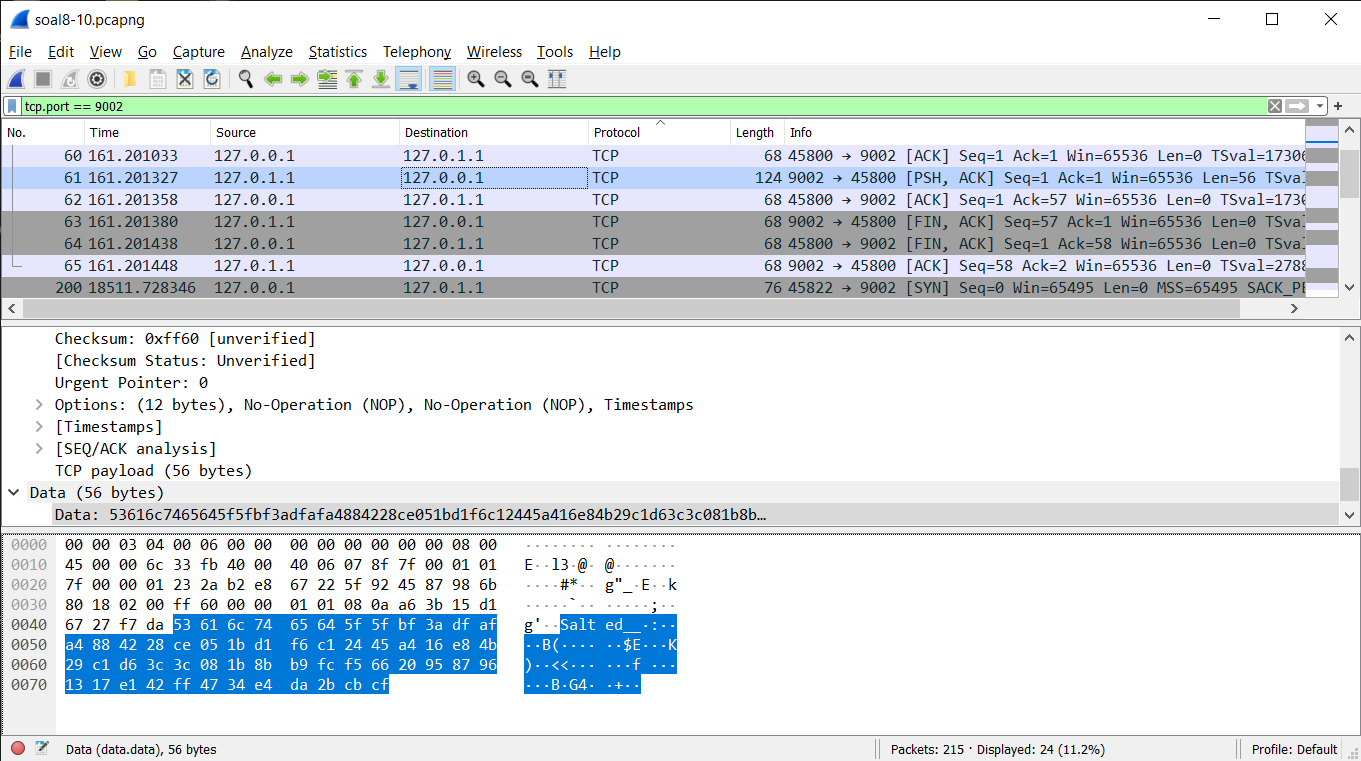 soal8-10.pcapng
File Edit View Go Capture Analyze Statistics Telephony Wireless Tools Help
tcp.port == 9002
No. Time Source Destination Protocol Length Info
60 161.201033 127.0.0.1 127.0.1.1 TCP 68 45800 → 9002 [ACK] Seq=1 Ack=1 Win=65536 Len=0 TSval=17306
61 161.201327 127.0.1.1 127.0.0.1 TCP 124 9002 → 45800 [PSH, ACK] Seq=1 Ack=1 Win=65536 Len=56 TSva
62 161.201358 127.0.0.1 127.0.1.1 TCP 68 45800 → 9002 [ACK] Seq=1 Ack=57 Win=65536 Len=0 TSval=1730
63 161.201380 127.0.1.1 127.0.0.1 TCP 68 9002 → 45800 [FIN, ACK] Seq=57 Ack=1 Win=65536 Len=0 TSva
64 161.201438 127.0.0.1 127.0.1.1 TCP 68 45800 → 9002 [FIN, ACK] Seq=1 Ack=58 Win=65536 Len=0 TSva
65 161.201448 127.0.1.1 127.0.0.1 TCP 68 9002 → 45800 [ACK] Seq=58 Ack=2 Win=65536 Len=0 TSval=2788
200 18511.728346 127.0.0.1 127.0.1.1 TCP 76 45822 → 9002 [SYN] Seq=0 Win=65495 Len=0 MSS=65495 SACK_PE
Checksum: 0xff60 [unverified]
[Checksum Status: Unverified]
Urgent Pointer: 0
Options: (12 bytes), No-Operation (NOP), No-Operation (NOP), Timestamps
[Timestamps]
[SEQ/ACK analysis]
TCP payload (56 bytes)
Data (56 bytes)
Data: 53616c7465645f5fbf3adfafa4884228ce051bd1f6c12445a416e84b29c1d63c3c081b8b…
0000 00 00 03 04 00 06 00 00 00 00 00 00 00 00 08 00 ········ ········
0010 45 00 00 6c 33 fb 40 00 40 06 07 8f 7f 00 01 01 E··l3·@· @·······
0020 7f 00 00 01 23 2a b2 e8 67 22 5f 92 45 87 98 6b ····#*·· g"_·E··k
0030 80 18 02 00 ff 60 00 00 01 01 08 0a a6 3b 15 d1 ·····`·· ·····;··
0040 67 27 f7 da 53 61 6c 74 65 64 5f 5f bf 3a df af g'··Salt ed__·:··
0050 a4 88 42 28 ce 05 1b d1 f6 c1 24 45 a4 16 e8 4b ··B(···· ··$E···K
0060 29 c1 d6 3c 3c 08 1b 8b b9 fc f5 66 20 95 87 96 )··<<··· ···f ···
0070 13 17 e1 42 ff 47 34 e4 da 2b cb cf ···B·G4· ·+··
Data (data.data), 56 bytes
Packets: 215 · Displayed: 24 (11.2%)
Profile: Default